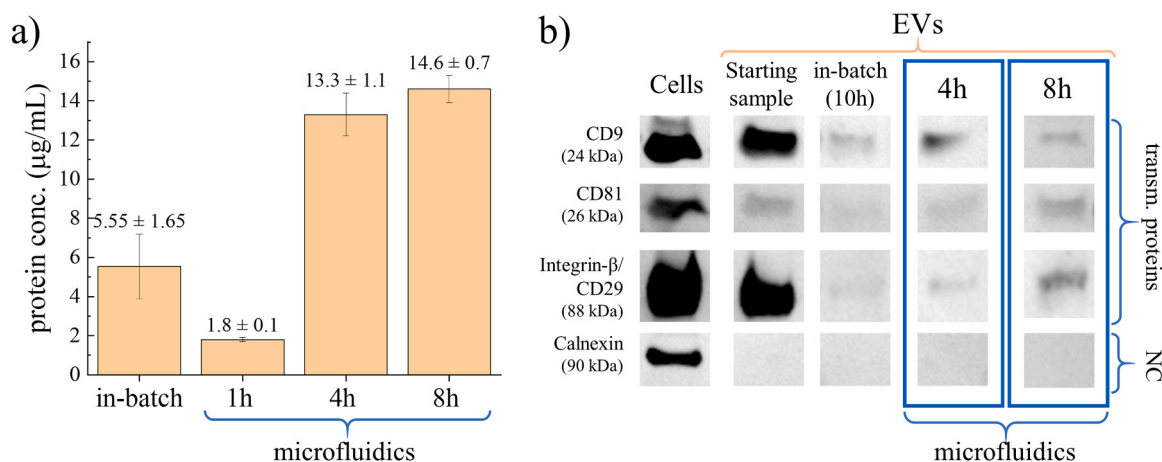 a)
protein conc. (µg/mL)
16
14
12
10
8
6
4
2
0
5.55 ± 1.65
1.8 ± 0.1
13.3 ± 1.1
14.6 ± 0.7
in-batch 1h 4h 8h
microfluidics
b)
EVs
Cells
Starting
sample
in-batch
(10h)
4h
8h
CD9
(24 kDa)
CD81
(26 kDa)
Integrin-β/
CD29
(88 kDa)
Calnexin
(90 kDa)
transm. proteins
NC
microfluidics